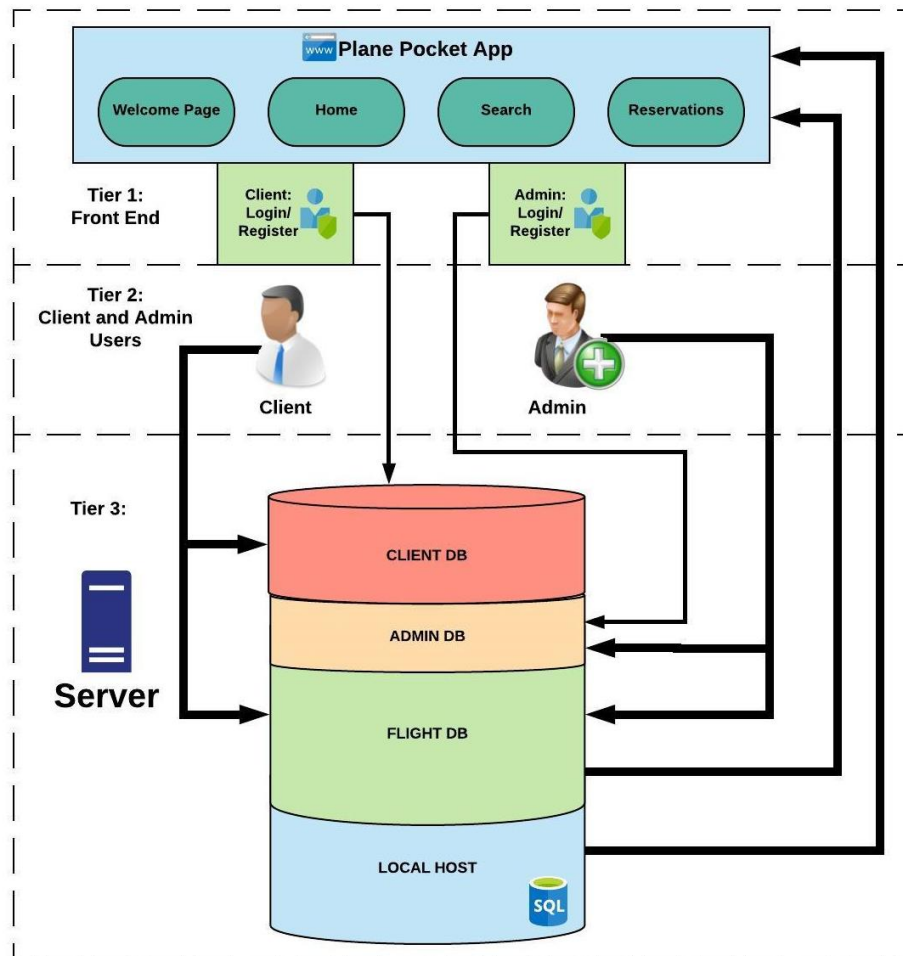 www Plane Pocket App
Welcome Page
Home
Search
Reservations
Tier 1:
Front End
Client:
Login/
Register
Admin:
Login/
Register
Tier 2:
Client and Admin
Users
Client
Admin
Tier 3:
CLIENT DB
ADMIN DB
Server
FLIGHT DB
LOCAL HOST
SQL